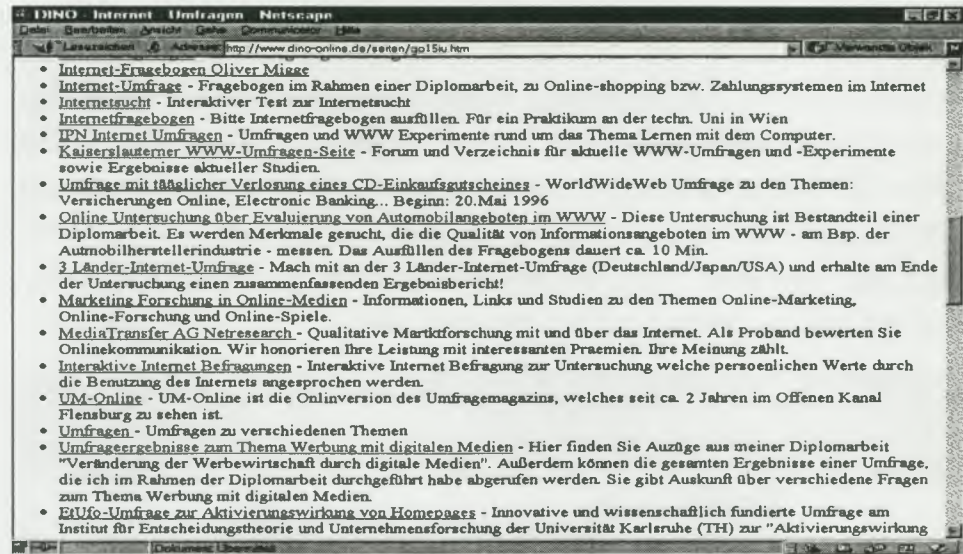 DINO - Internet - Umfragen - Netscape
Datei Bearbeiten Ansicht Gehe Communicator Hilfe
Lesezeichen Adresse: http://www.dino-online.de/seiten/go15iu.htm Verwandte Objek
• Internet-Fragebogen Oliver Migge
• Internet-Umfrage - Fragebogen im Rahmen einer Diplomarbeit, zu Online-shopping bzw. Zahlungssystemen im Internet
• Internetsucht - Interaktiver Test zur Internetsucht
• Internetfragebogen - Bitte Internetfragebogen ausfüllen. Für ein Praktikum an der techn. Uni in Wien
• IPN Internet Umfragen - Umfragen und WWW Experimente rund um das Thema Lernen mit dem Computer.
• Kaiserslauterner WWW-Umfragen-Seite - Forum und Verzeichnis für aktuelle WWW-Umfragen und -Experimente
sowie Ergebnisse aktueller Studien.
• Umfrage mit tääglicher Verlosung eines CD-Einkaufsgutscheines - WorldWideWeb Umfrage zu den Themen:
Versicherungen Online, Electronic Banking... Beginn: 20.Mai 1996
• Online Untersuchung über Evaluierung von Automobilangeboten im WWW - Diese Untersuchung ist Bestandteil einer
Diplomarbeit. Es werden Merkmale gesucht, die die Qualität von Informationsangeboten im WWW - am Bsp. der
Autmobilherstellerindustrie - messen. Das Ausfüllen des Fragebogens dauert ca. 10 Min.
• 3 Länder-Internet-Umfrage - Mach mit an der 3 Länder-Internet-Umfrage (Deutschland/Japan/USA) und erhalte am Ende
der Untersuchung einen zusammenfassenden Ergebnisbericht!
• Marketing Forschung in Online-Medien - Informationen, Links und Studien zu den Themen Online-Marketing,
Online-Forschung und Online-Spiele.
• MediaTransfer AG Netresearch - Qualitative Martktforschung mit und über das Internet. Als Proband bewerten Sie
Onlinekommunikation. Wir honorieren Ihre Leistung mit interessanten Praemien. Ihre Meinung zählt.
• Interaktive Internet Befragungen - Interaktive Internet Befragung zur Untersuchung welche persoenlichen Werte durch
die Benutzung des Internets angesprochen werden.
• UM-Online - UM-Online ist die Onlinversion des Umfragemagazins, welches seit ca. 2 Jahren im Offenen Kanal
Flensburg zu sehen ist.
• Umfragen - Umfragen zu verschiedenen Themen
• Umfrageergebnisse zum Thema Werbung mit digitalen Medien - Hier finden Sie Auzüge aus meiner Diplomarbeit
"Veränderung der Werbewirtschaft durch digitale Medien". Außerdem können die gesamten Ergebnisse einer Umfrage,
die ich im Rahmen der Diplomarbeit durchgeführt habe abgerufen werden. Sie gibt Auskunft über verschiedene Fragen
zum Thema Werbung mit digitalen Medien.
• EtUfo-Umfrage zur Aktivierungswirkung von Homepages - Innovative und wissenschaftlich fundierte Umfrage am
Institut für Entscheidungstheorie und Unternehmensforschung der Universität Karlsruhe (TH) zur "Aktivierungswirkung
Dokument Übermittelt